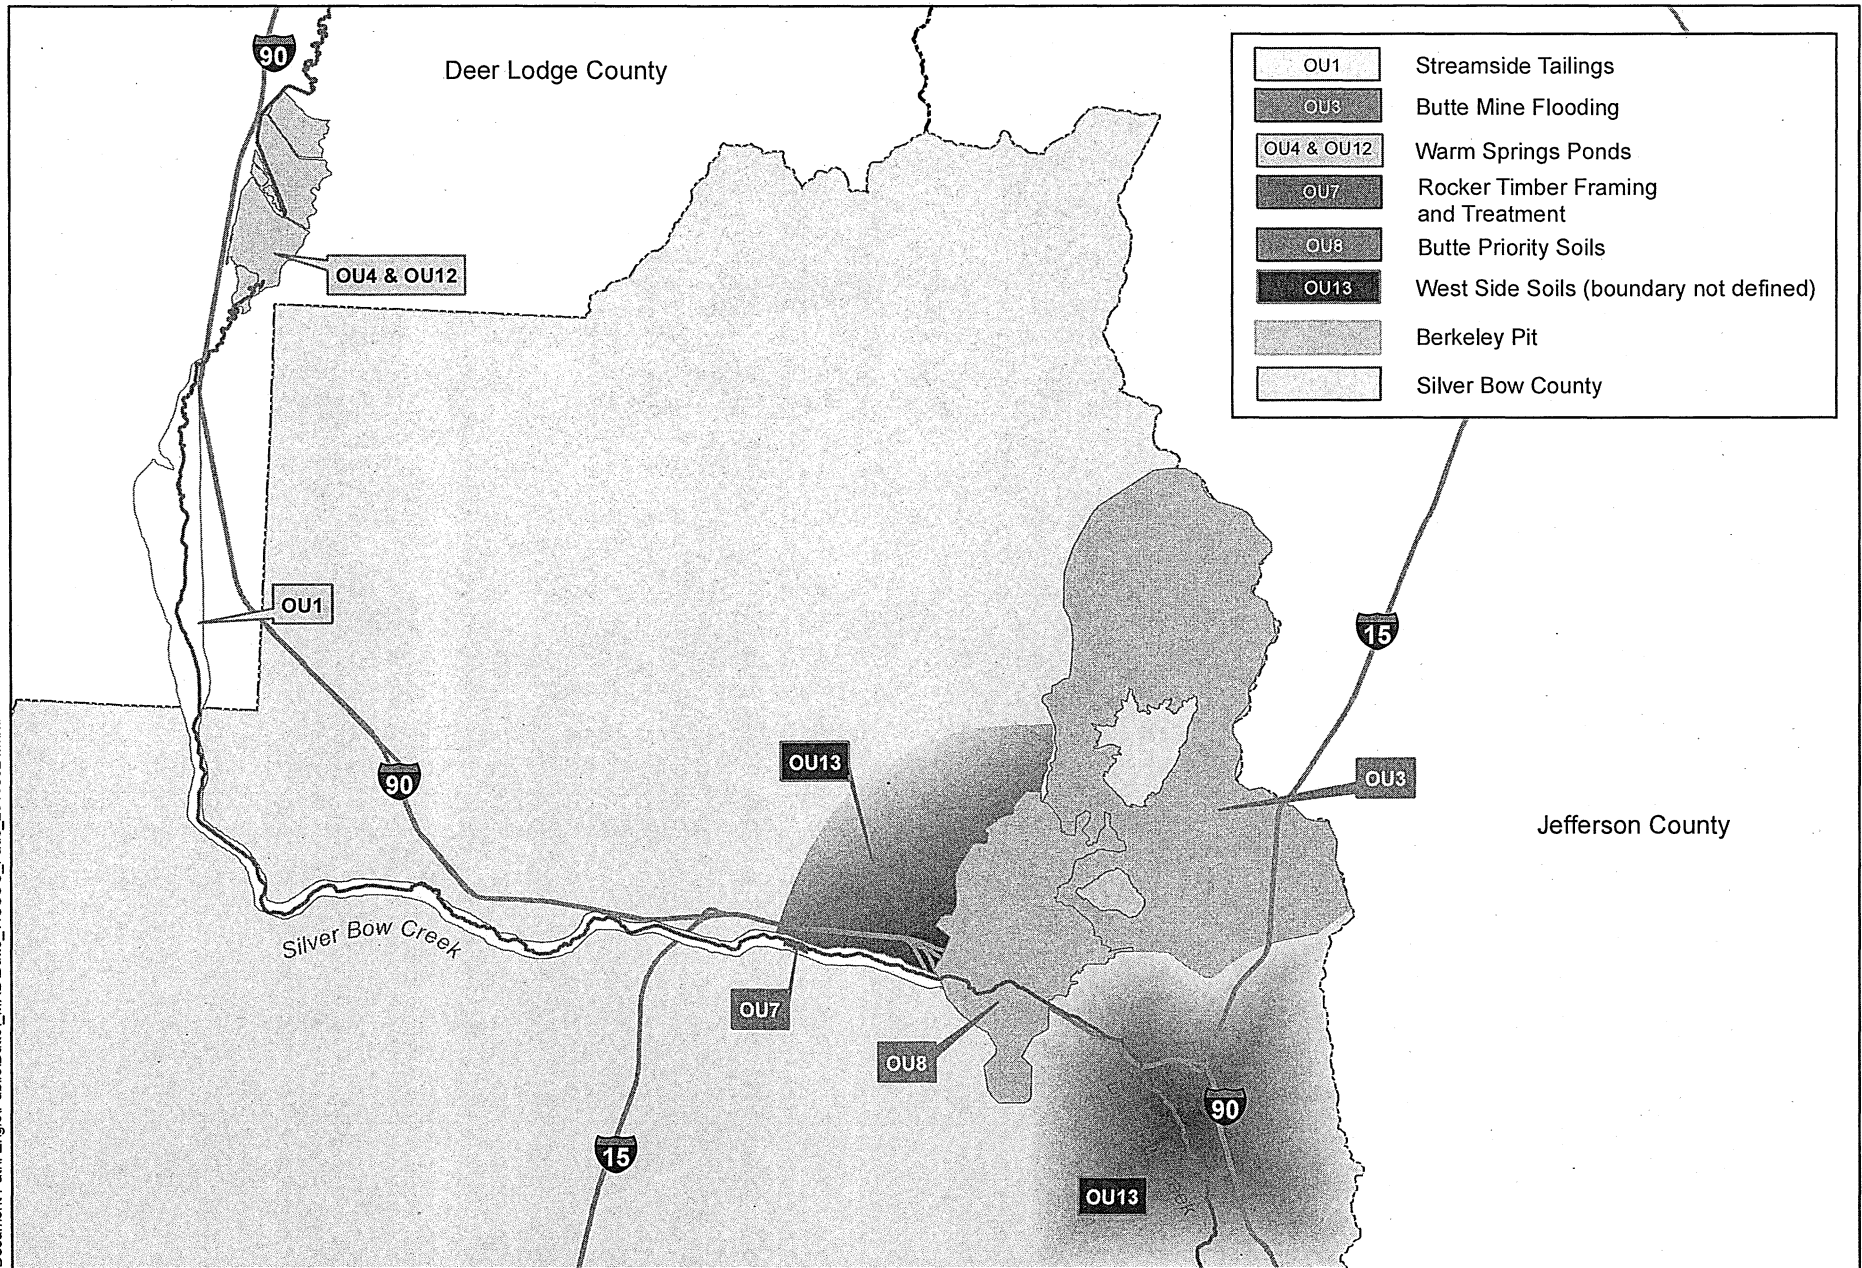 90
Deer Lodge County
OU1 Streamside Tailings
OU3 Butte Mine Flooding
OU4 & OU12 Warm Springs Ponds
OU7 Rocker Timber Framing
and Treatment
OU8 Butte Priority Soils
OU13 West Side Soils (boundary not defined)
Berkeley Pit
Silver Bow County
OU4 & OU12
OU1
15
90
OU13
OU3
Jefferson County
Silver Bow Creek
OU7
OU8
90
15
OU13